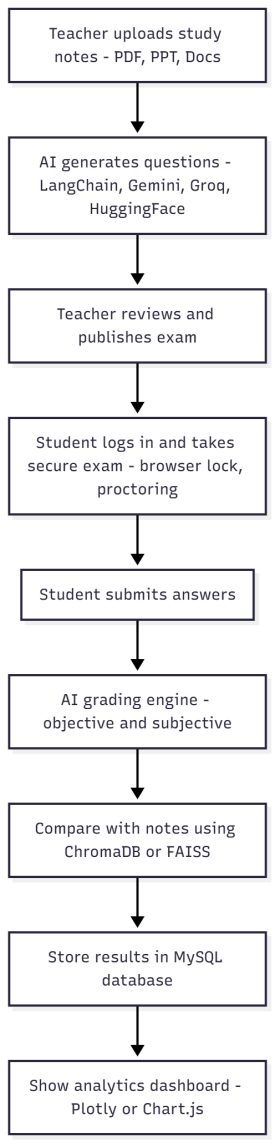 Teacher uploads study
notes - PDF, PPT, Docs
AI generates questions -
LangChain, Gemini, Groq,
HuggingFace
Teacher reviews and
publishes exam
Student logs in and takes
secure exam - browser lock,
proctoring
Student submits answers
AI grading engine -
objective and subjective
Compare with notes using
ChromaDB or FAISS
Store results in MySQL
database
Show analytics dashboard -
Plotly or Chart.js